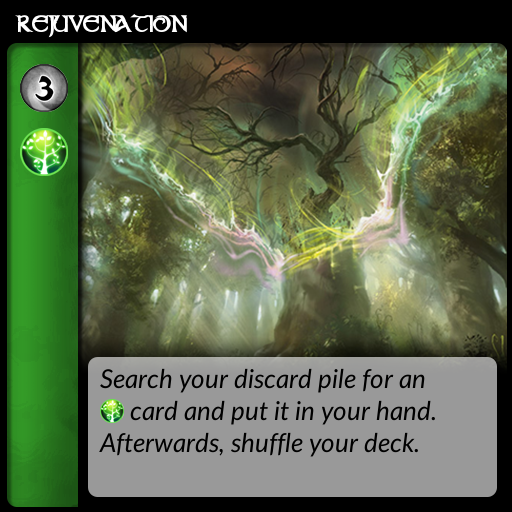 REJUVENATION
3
Search your discard pile for an
card and put it in your hand.
Afterwards, shuffle your deck.